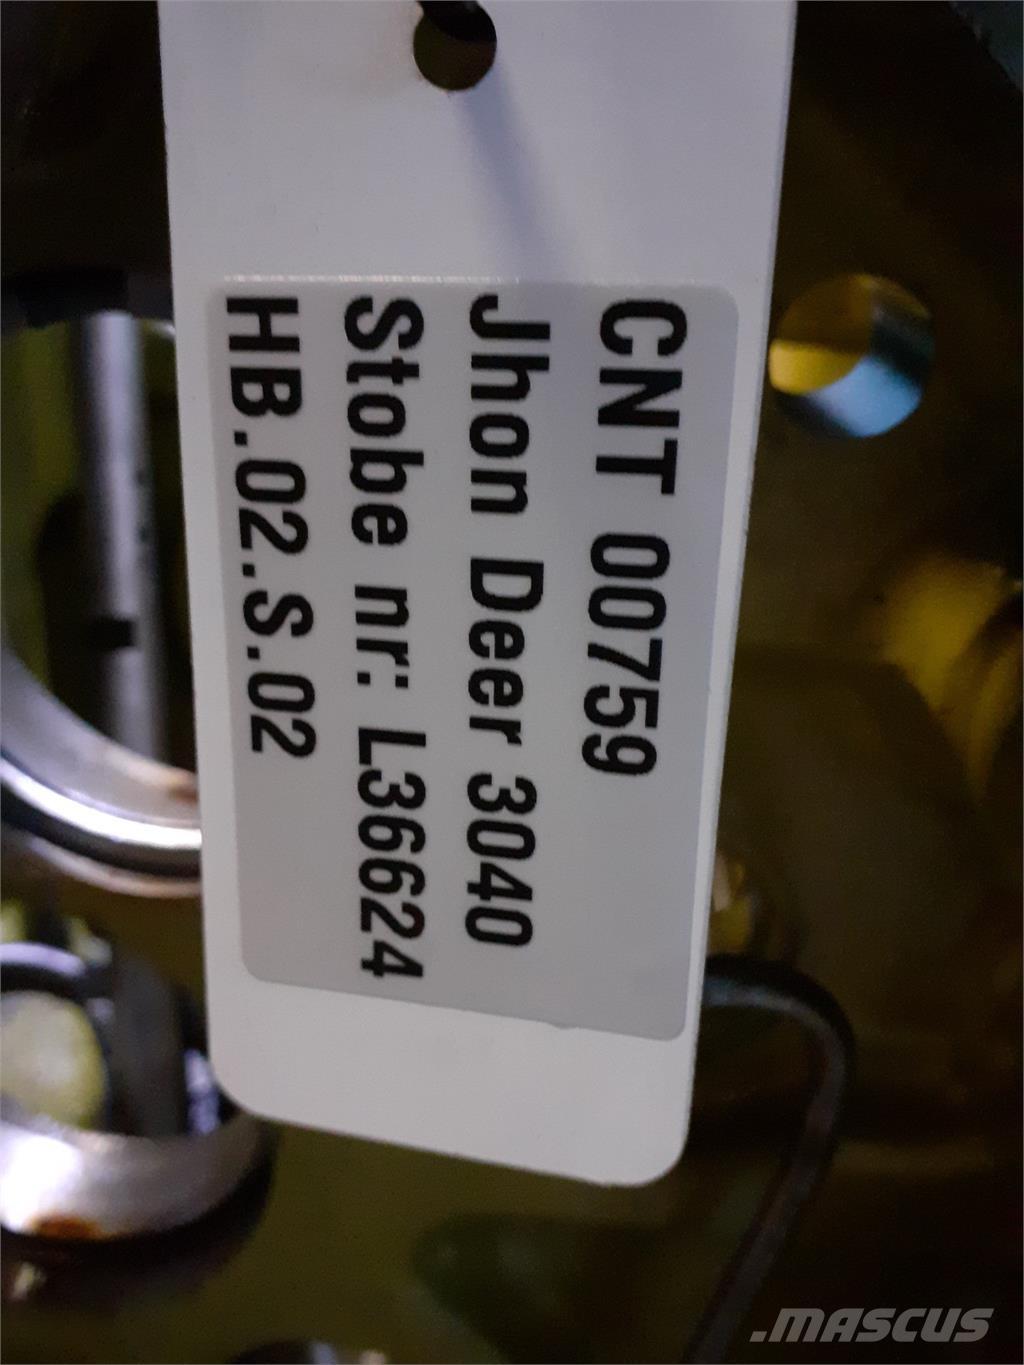 CNT 00759
Jhon Deer 3040
Stobe nr: L36624
HB.02.S.02
.MASCUS